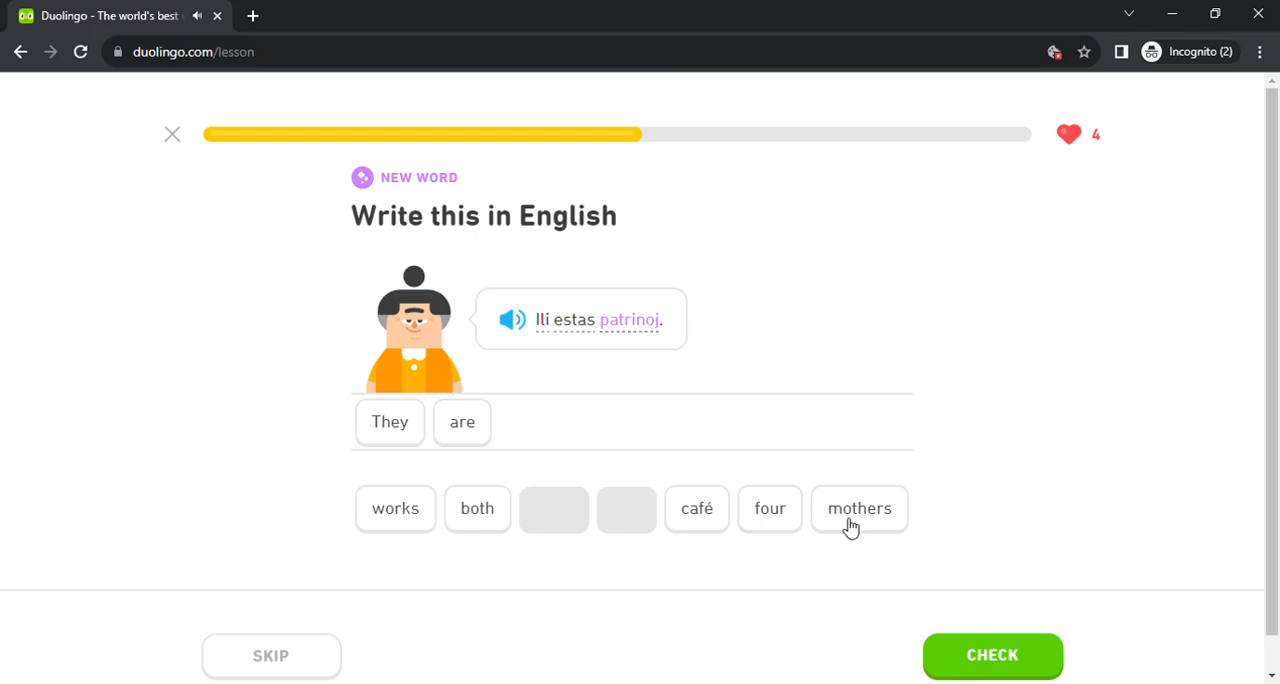 Duolingo - The world's best
duolingo.com/lesson
Incognito (2)
4
NEW WORD
Write this in English
Ili estas patrinoj.
They are
works both café four mothers
SKIP
CHECK